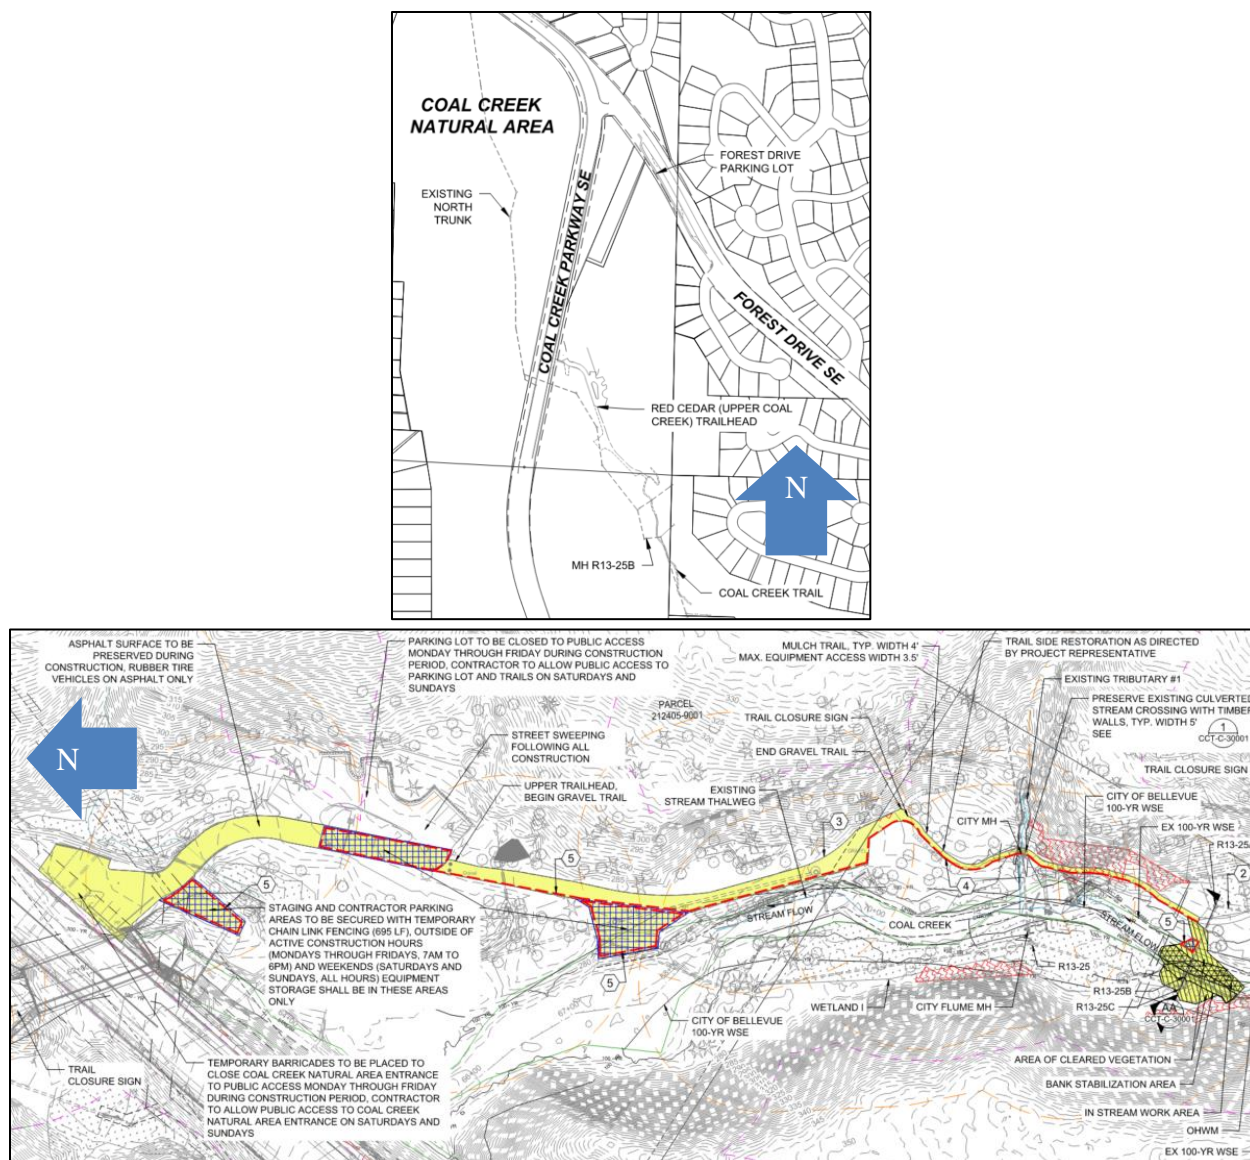 COAL CREEK
NATURAL AREA
FOREST DRIVE
PARKING LOT
EXISTING
NORTH
TRUNK
COAL CREEK PARKWAY SE
FOREST DRIVE SE
RED CEDAR (UPPER COAL
CREEK) TRAILHEAD
N
MH R13-25B
COAL CREEK TRAIL
ASPHALT SURFACE TO BE
PRESERVED DURING
CONSTRUCTION, RUBBER TIRE
VEHICLES ON ASPHALT ONLY
PARKING LOT TO BE CLOSED TO PUBLIC ACCESS
MONDAY THROUGH FRIDAY DURING CONSTRUCTION
PERIOD, CONTRACTOR TO ALLOW PUBLIC ACCESS TO
PARKING LOT AND TRAILS ON SATURDAYS AND
SUNDAYS
MULCH TRAIL, TYP. WIDTH 4'
MAX. EQUIPMENT ACCESS WIDTH 3.5'
TRAIL SIDE RESTORATION AS DIRECTED
BY PROJECT REPRESENTATIVE
EXISTING TRIBUTARY #1
PRESERVE EXISTING CULVERTED
STREAM CROSSING WITH TIMBER
WALLS, TYP. WIDTH 5'
SEE
1
CCT-C-30001
PARCEL
212405-9001
TRAIL CLOSURE SIGN
END GRAVEL TRAIL
STREET SWEEPING
FOLLOWING ALL
CONSTRUCTION
N
UPPER TRAILHEAD,
BEGIN GRAVEL TRAIL
EXISTING
STREAM THALWEG
TRAIL CLOSURE SIGN
CITY OF BELLEVUE
100-YR WSE
CITY MH
EX 100-YR WSE
3
5
4
2
5
5
STREAM FLOW
COAL CREEK
STREAM FLOW
5
STAGING AND CONTRACTOR PARKING
AREAS TO BE SECURED WITH TEMPORARY
CHAIN LINK FENCING (695 LF), OUTSIDE OF
ACTIVE CONSTRUCTION HOURS
(MONDAYS THROUGH FRIDAYS, 7AM TO
6PM) AND WEEKENDS (SATURDAYS AND
SUNDAYS, ALL HOURS) EQUIPMENT
STORAGE SHALL BE IN THESE AREAS
ONLY
R13-25
R13-25B
R13-25C
AA
CCT-C-30001
WETLAND I
CITY FLUME MH
CITY OF BELLEVUE
100-YR WSE
TRAIL
CLOSURE SIGN
TEMPORARY BARRICADES TO BE PLACED TO
CLOSE COAL CREEK NATURAL AREA ENTRANCE
TO PUBLIC ACCESS MONDAY THROUGH FRIDAY
DURING CONSTRUCTION PERIOD, CONTRACTOR
TO ALLOW PUBLIC ACCESS TO COAL CREEK
NATURAL AREA ENTRANCE ON SATURDAYS AND
SUNDAYS
AREA OF CLEARED VEGETATION
BANK STABILIZATION AREA
IN STREAM WORK AREA
OHWM
EX 100-YR WSE